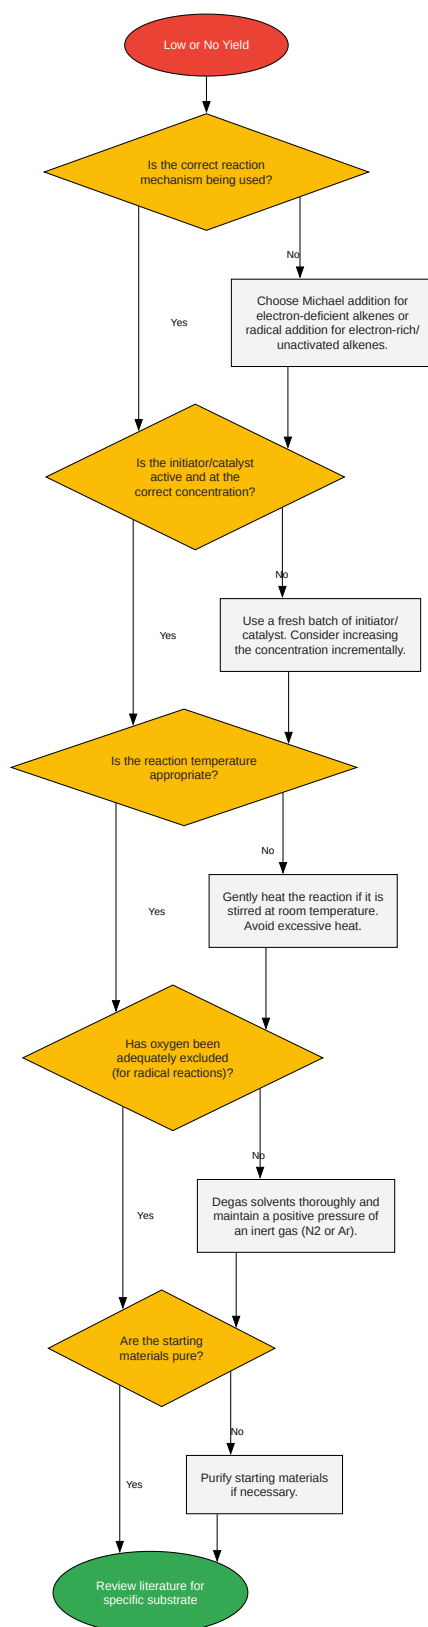 Low or No Yield
Is the correct reaction
mechanism being used?
No
Choose Michael addition for
electron-deficient alkenes or
radical addition for electron-rich/
unactivated alkenes.
Yes
Is the initiator/catalyst
active and at the
correct concentration?
No
Use a fresh batch of initiator/
catalyst. Consider increasing
the concentration incrementally.
Yes
Is the reaction temperature
appropriate?
No
Gently heat the reaction if it is
stirred at room temperature.
Avoid excessive heat.
Yes
Has oxygen been
adequately excluded
(for radical reactions)?
No
Degas solvents thoroughly and
maintain a positive pressure of
an inert gas (N2 or Ar).
Yes
Are the starting
materials pure?
No
Purify starting materials
if necessary.
Yes
Review literature for
specific substrate